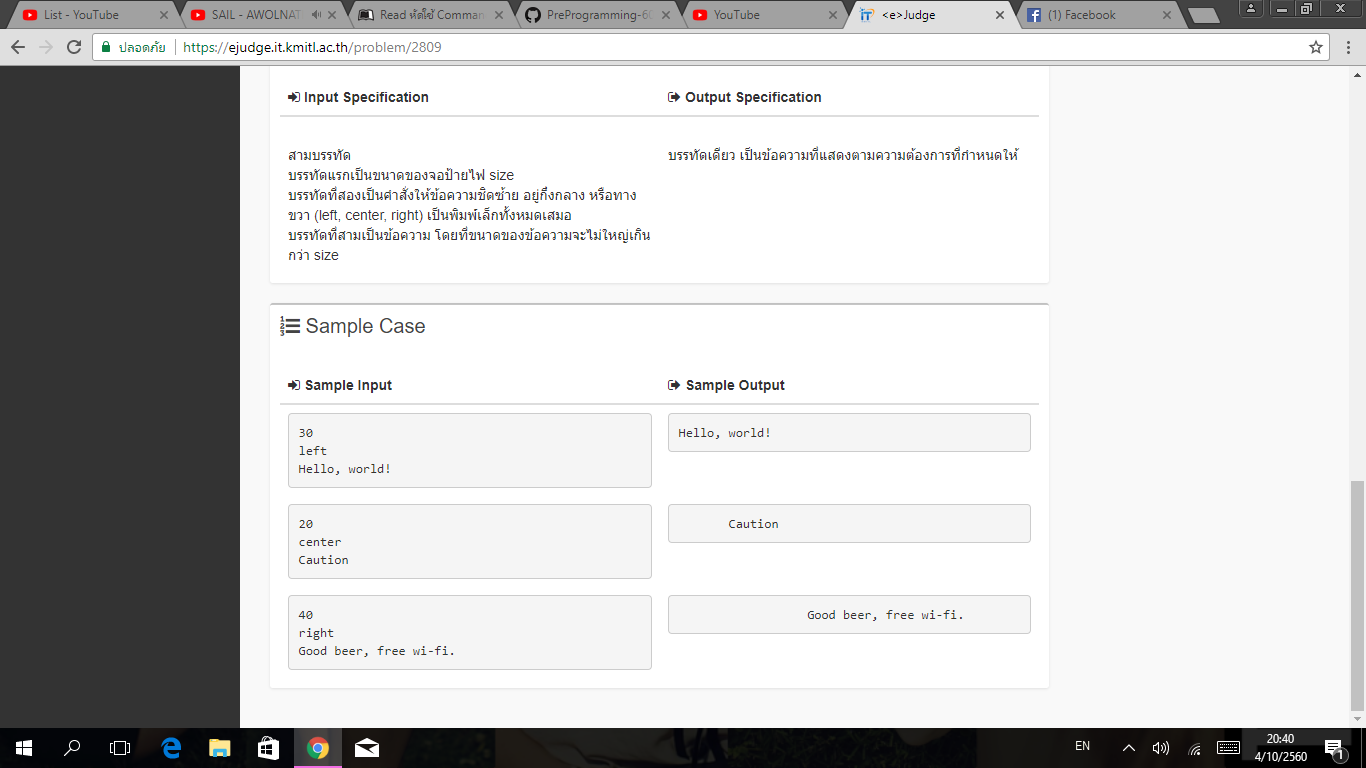 List - YouTube
SAIL - AWOLNAT
Read หัดใช้ Comman
PreProgramming-60
YouTube
<e>Judge
(1) Facebook
ปลอดภัย
https://ejudge.it.kmitl.ac.th/problem/2809
Input Specification
Output Specification
สามบรรทัด
บรรทัดแรกเป็นขนาดของจอป้ายไฟ size
บรรทัดที่สองเป็นคำสั่งให้ข้อความชิดซ้าย อยู่กึ่งกลาง หรือทาง
ขวา (left, center, right) เป็นพิมพ์เล็กทั้งหมดเสมอ
บรรทัดที่สามเป็นข้อความ โดยที่ขนาดของข้อความจะไม่ใหญ่เกิน
กว่า size
บรรทัดเดียว เป็นข้อความที่แสดงตามความต้องการที่กำหนดให้
Sample Case
Sample Input
Sample Output
30
left
Hello, world!
Hello, world!
20
center
Caution
Caution
40
right
Good beer, free wi-fi.
Good beer, free wi-fi.
EN
20:40
4/10/2560
1